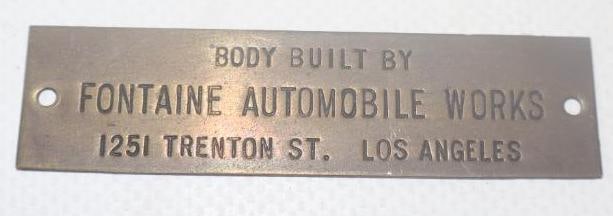 BODY BUILT BY
FONTAINE AUTOMOBILE WORKS
1251 TRENTON ST. LOS ANGELES